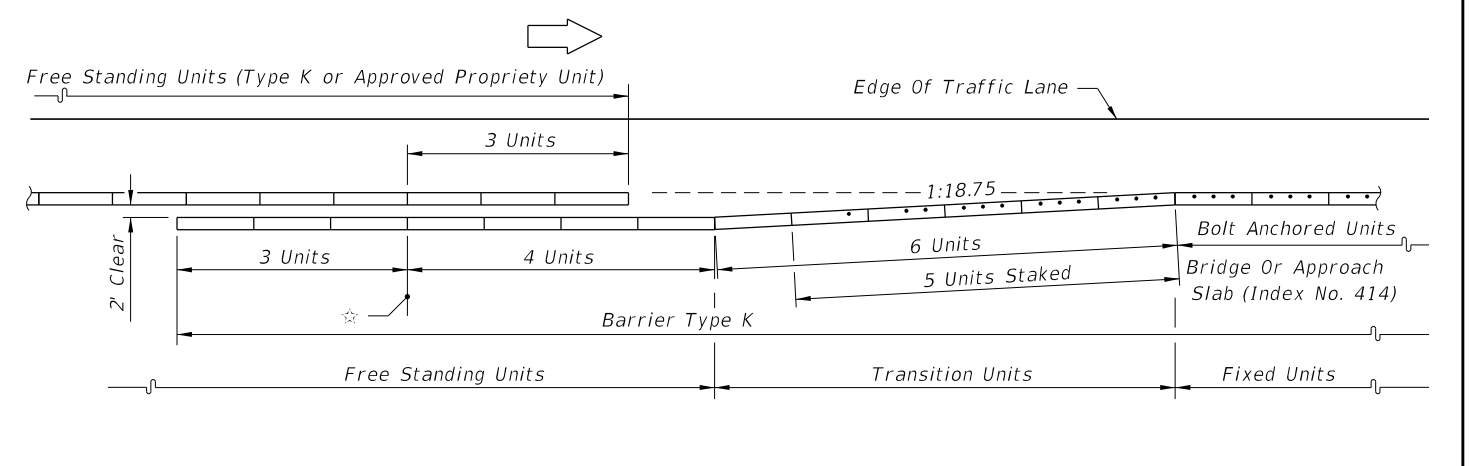 Free Standing Units (Type K or Approved Propriety Unit)
Edge Of Traffic Lane
3 Units
1:18.75
2' Clear
3 Units
4 Units
6 Units
5 Units Staked
Bolt Anchored Units
Bridge Or Approach
Slab (Index No. 414)
☆
Barrier Type K
Free Standing Units
Transition Units
Fixed Units